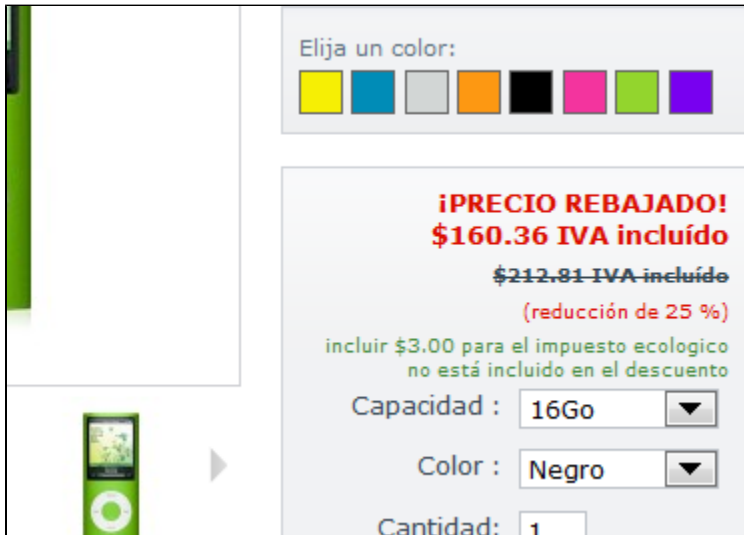 Elija un color:
¡PRECIO REBAJADO!
$160.36 IVA incluído
$212.81 IVA incluído
(reducción de 25 %)
incluir $3.00 para el impuesto ecologico
no está incluido en el descuento
Capacidad : 16Go
Color : Negro
Cantidad: 1